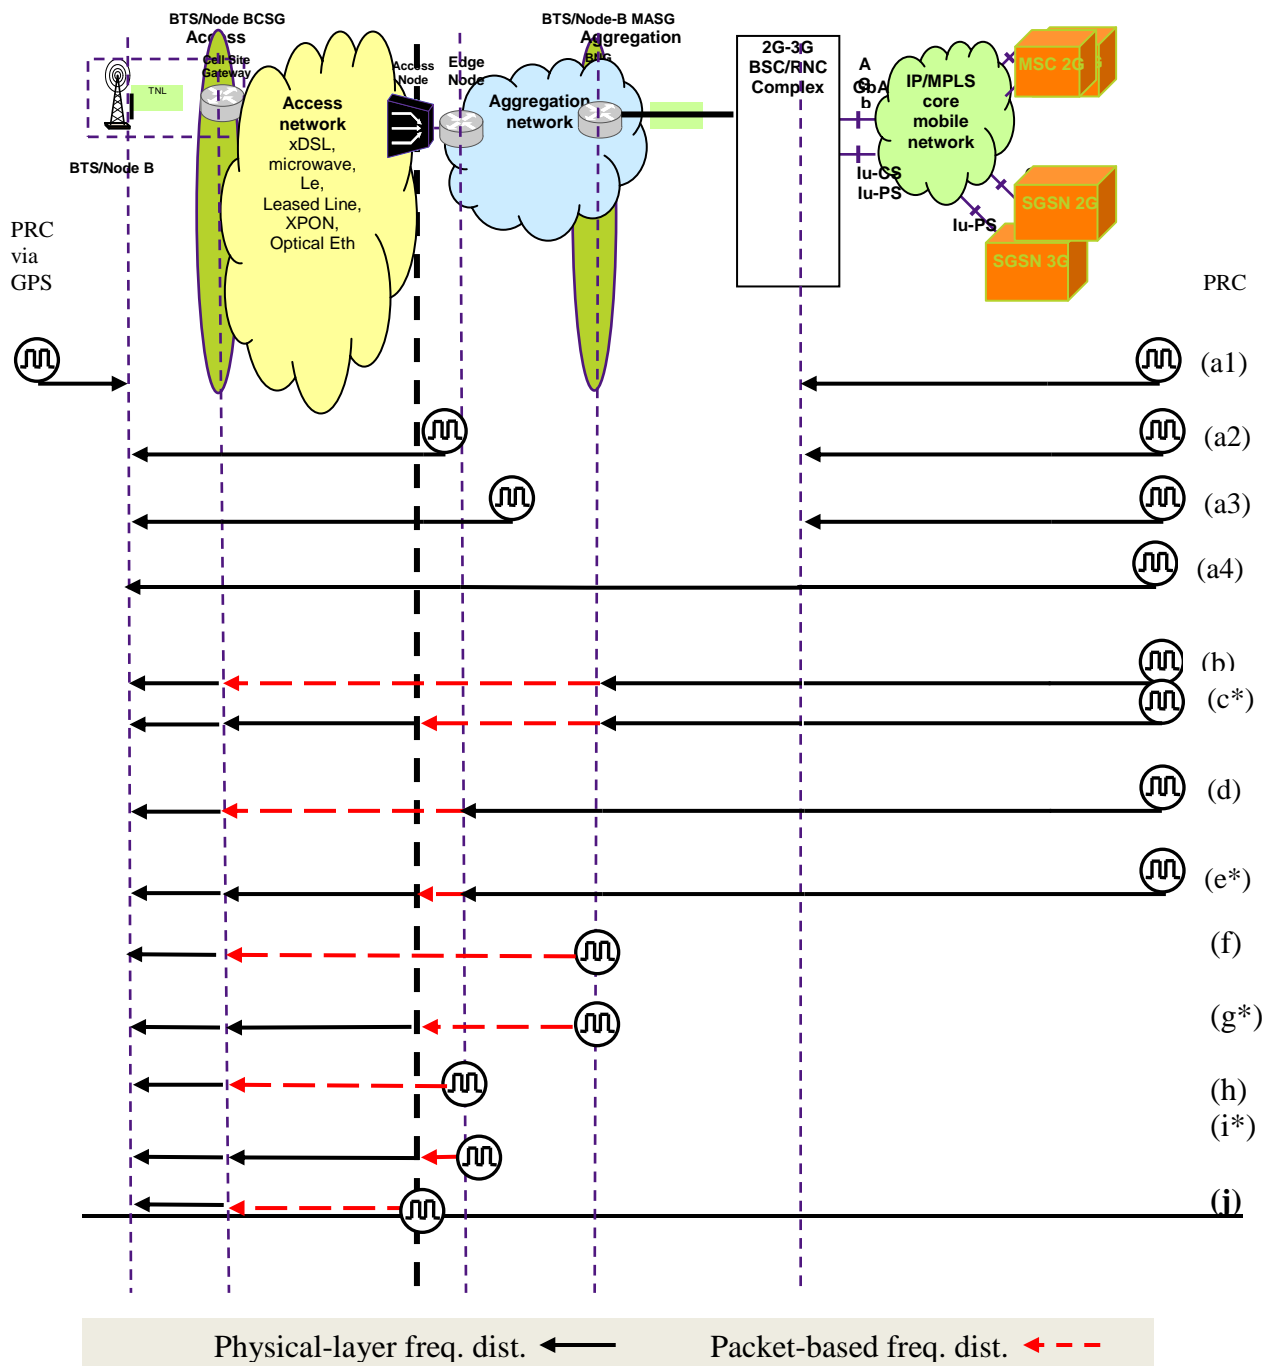 BTS/Node BCSG
Access
BTS/Node-B MASG
Aggregation
Cell Site
Gateway
TNL
BTS/Node B
Access
network
xDSL,
microwave,
Le,
Leased Line,
XPON,
Optical Eth
Access
Node
Edge
Node
Aggregation
network
2G-3G
BSC/RNC
Complex
A
Iu-CS
Iu-PS
IP/MPLS
core
mobile
network
MSC 2G
SGSN 2G
Iu-PS
SGSN 3G
PRC
via
GPS
PRC
(a1)
(a2)
(a3)
(a4)
(b)
(c*)
(d)
(e*)
(f)
(g*)
(h)
(i*)
(j)
Physical-layer freq. dist.
Packet-based freq. dist.